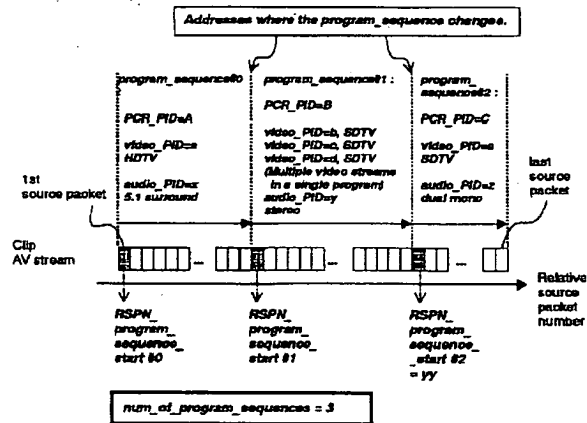 Addresses where the program_sequence changes.
program_sequence#0
PCR_PID=A
video_PID=a
HDTV
audio_PID=x
5.1 surround
program_sequence#1 :
PCR_PID=B
video_PID=b, SDTV
video_PID=c, SDTV
video_PID=d, SDTV
(Multiple video streams
in a single program)
audio_PID=y
stereo
program_
sequence#2 :
PCR_PID=C
video_PID=e
SDTV
audio_PID=z
dual mono
1st
source packet
last
source
packet
Clip
AV stream
... ... ...
Relative
source
packet
number
RSPN_
program_
sequence_
start #0
RSPN_
program_
sequence_
start #1
RSPN_
program_
sequence
_start #2
= yy
num_of_program_sequences = 3